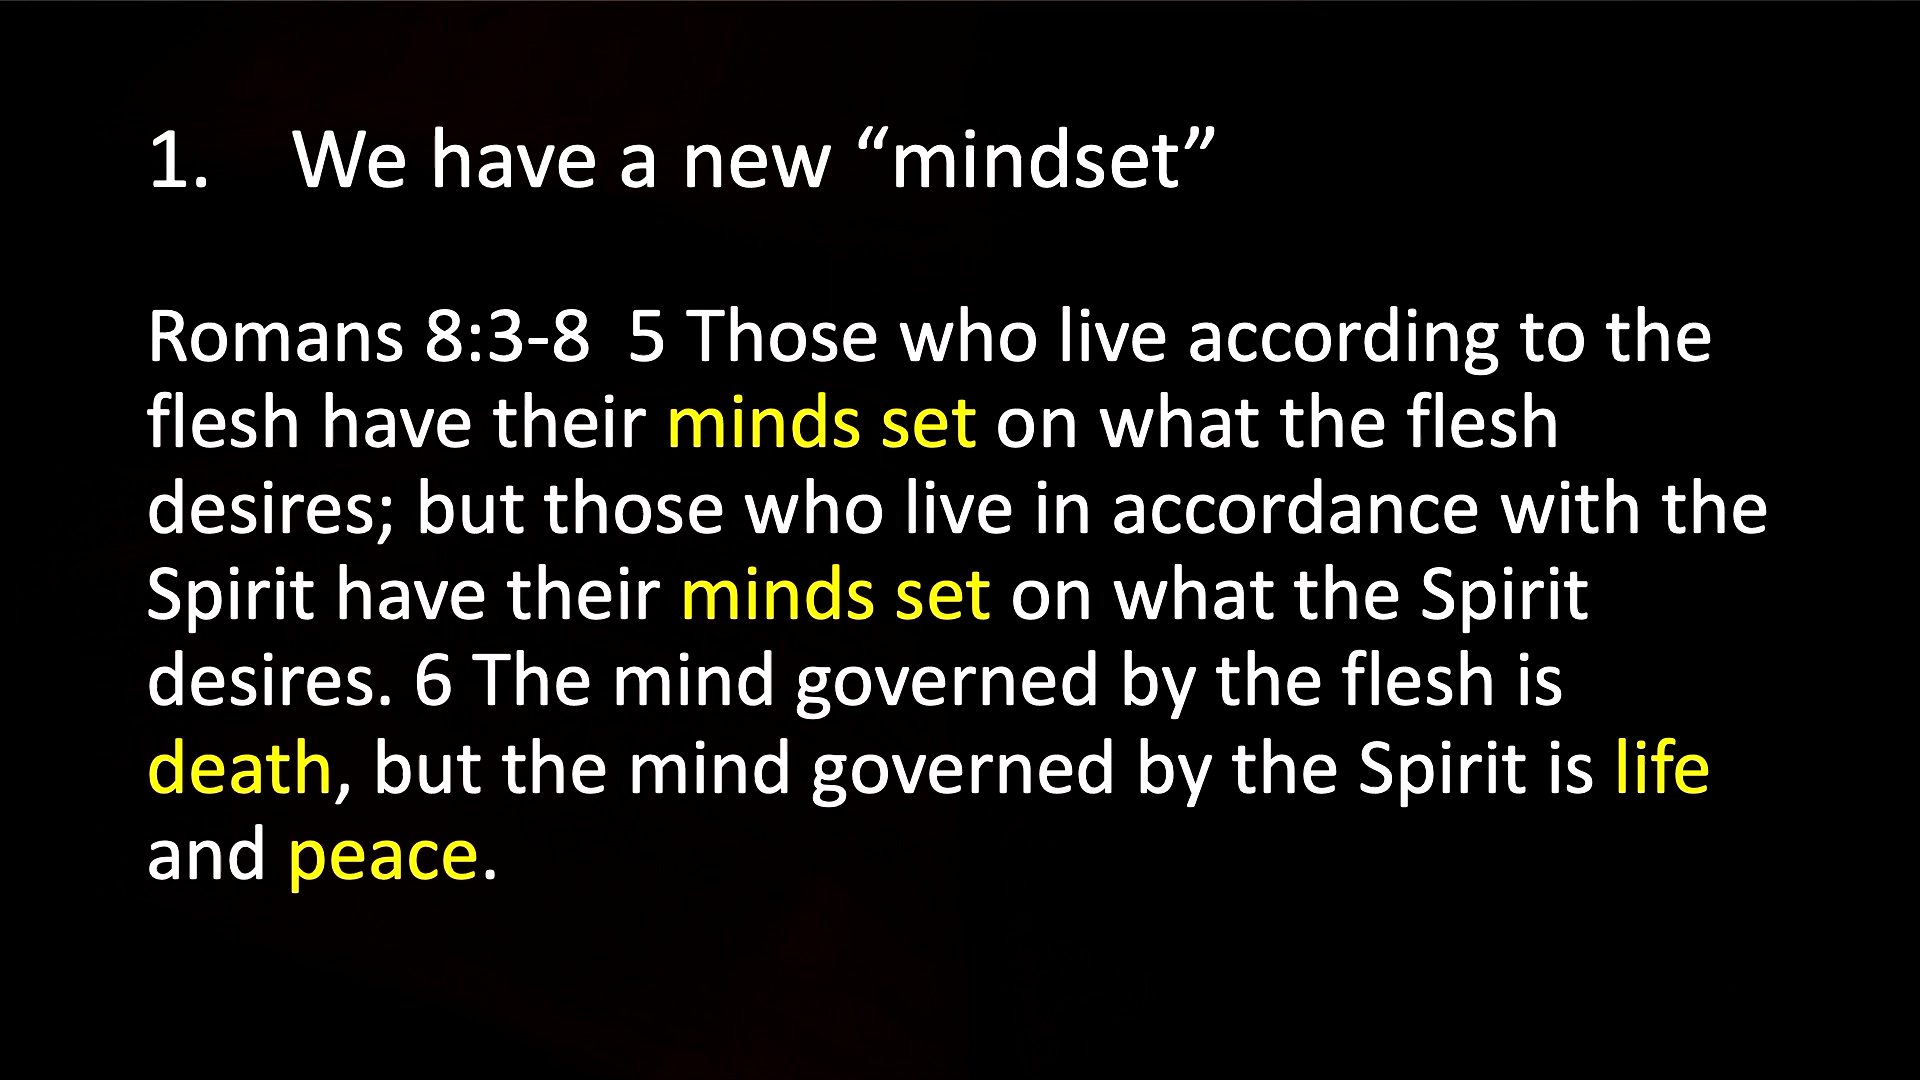 1. We have a new “mindset”
Romans 8:3-8  5 Those who live according to the
flesh have their minds set on what the flesh
desires; but those who live in accordance with the
Spirit have their minds set on what the Spirit
desires. 6 The mind governed by the flesh is
death, but the mind governed by the Spirit is life
and peace.